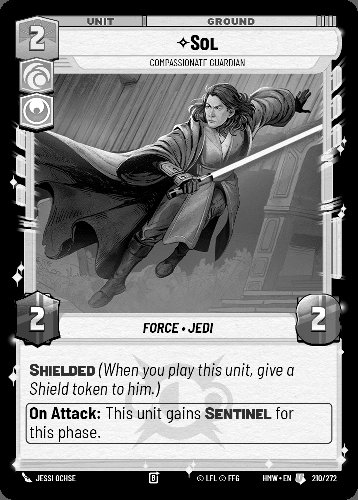 UNIT GROUND
2 ✧SOL
COMPASSIONATE GUARDIAN
2 FORCE • JEDI 2
SHIELDED (When you play this unit, give a
Shield token to him.)
On Attack: This unit gains SENTINEL for
this phase.
JESSI OCHSE © LFL © FFG HMW • EN 210/272